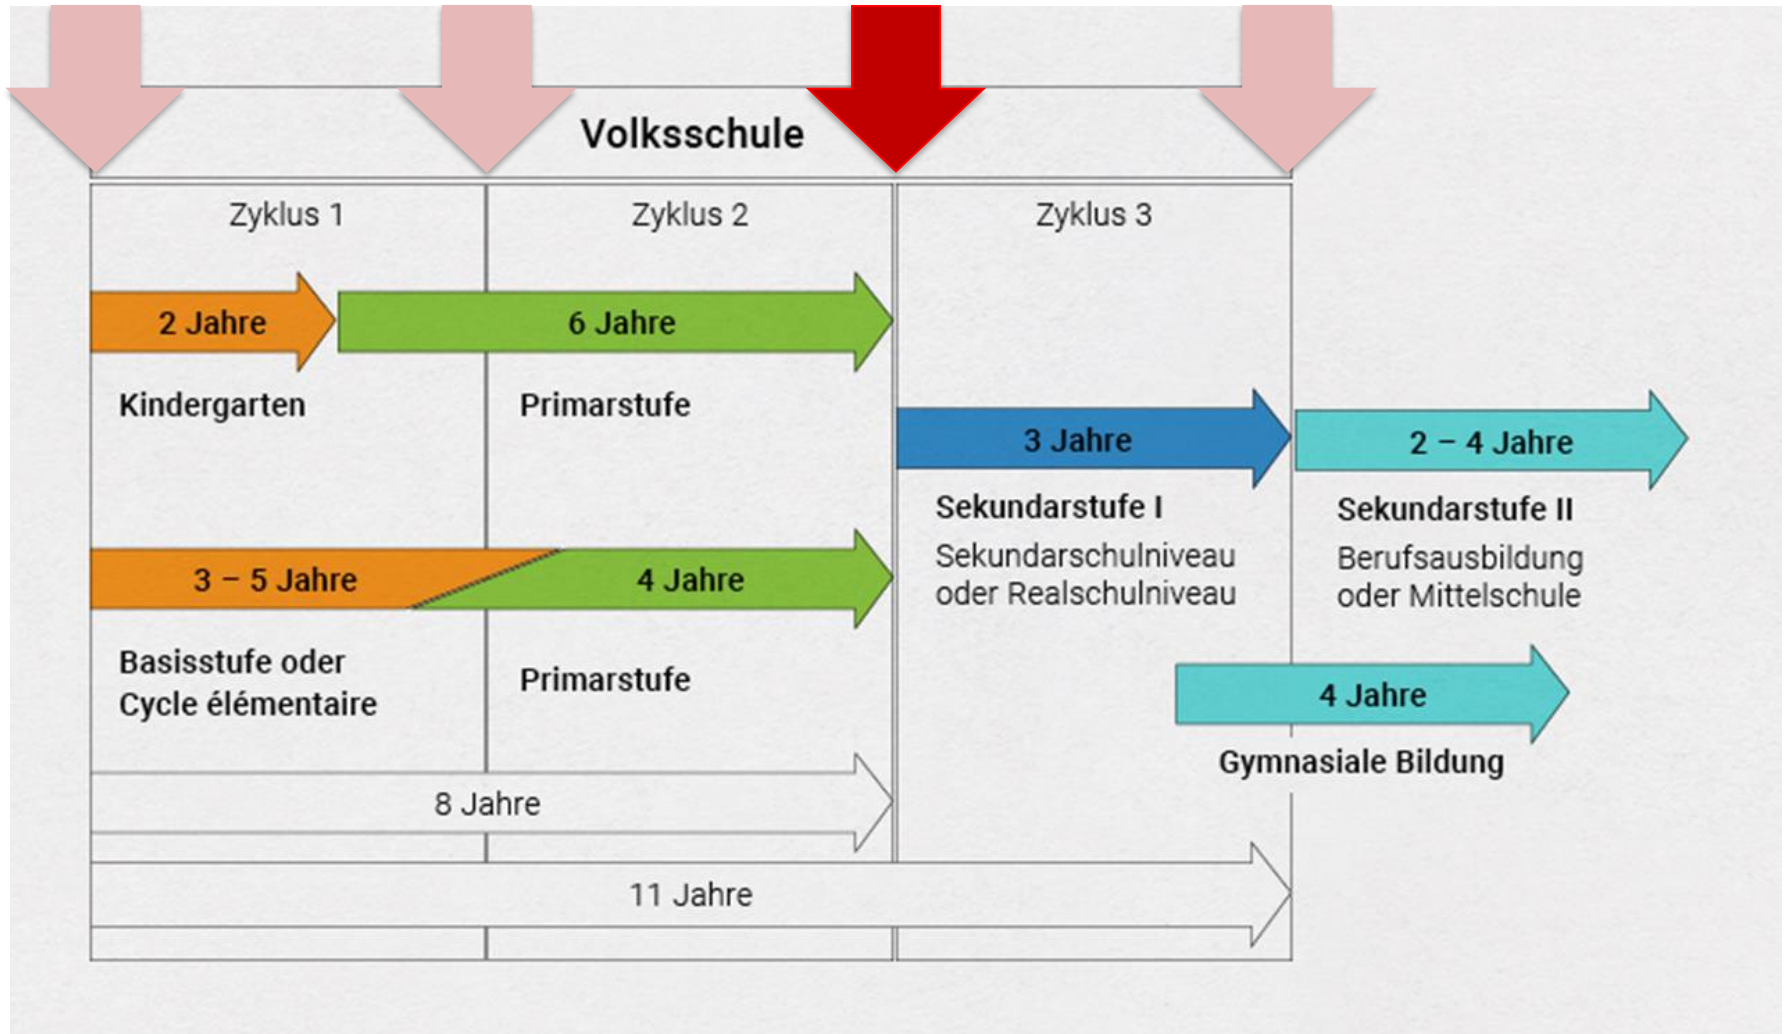 Volksschule
Zyklus 1
Zyklus 2
Zyklus 3
2 Jahre
6 Jahre
Kindergarten
Primarstufe
3 Jahre
2 – 4 Jahre
Sekundarstufe I
Sekundarschulniveau
oder Realschulniveau
Sekundarstufe II
Berufsausbildung
oder Mittelschule
3 – 5 Jahre
4 Jahre
Basisstufe oder
Cycle élémentaire
Primarstufe
4 Jahre
Gymnasiale Bildung
8 Jahre
11 Jahre